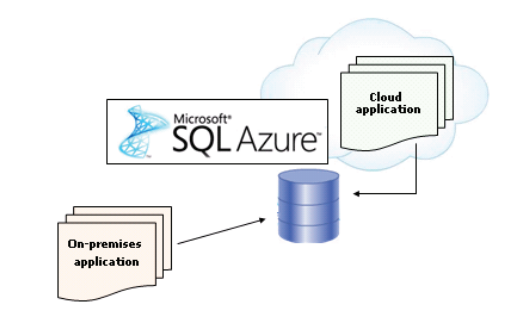 Cloud
application
Microsoft®
SQL Azure™
On-premises
application